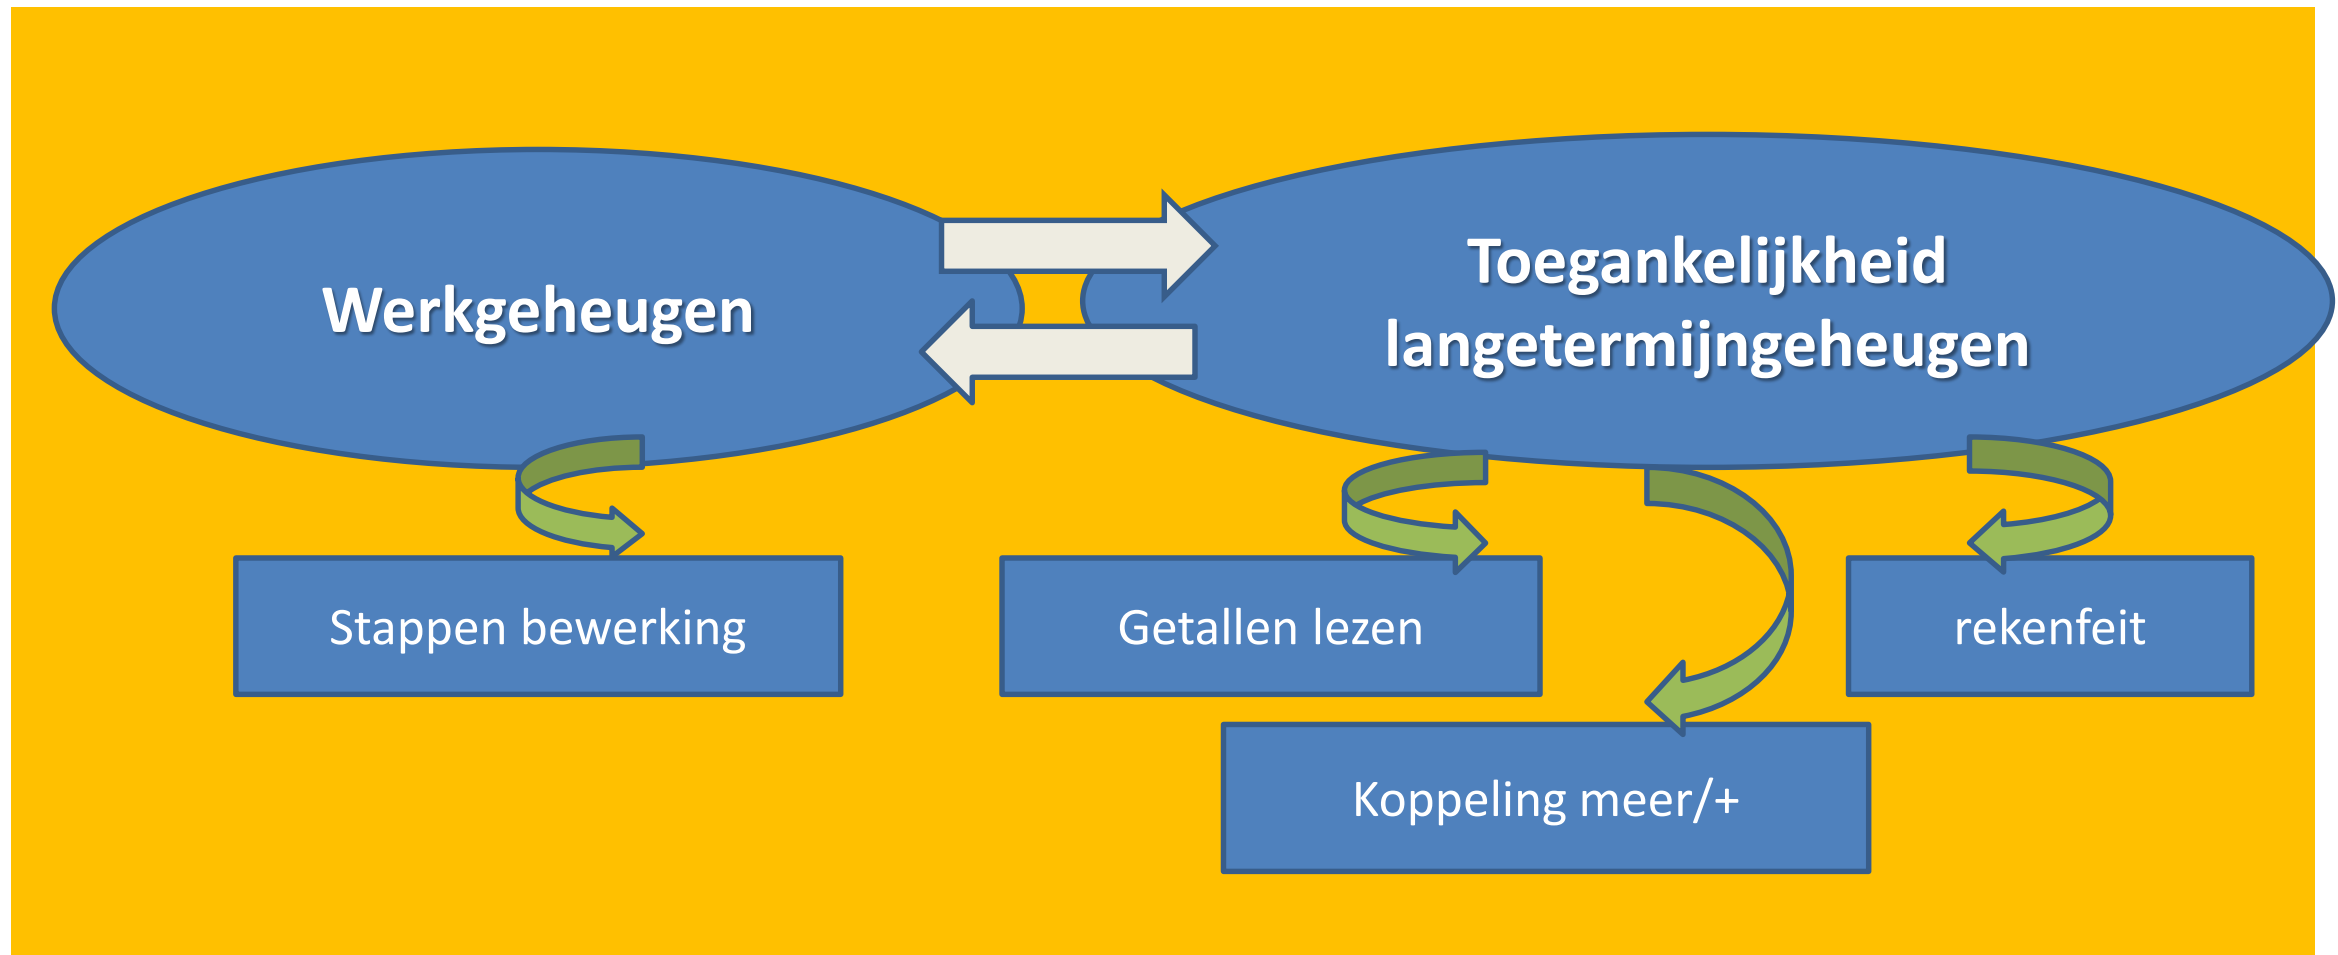 Werkgeheugen
Toegankelijkheid
langetermijngeheugen
Stappen bewerking
Getallen lezen
rekenfeit
Koppeling meer/+